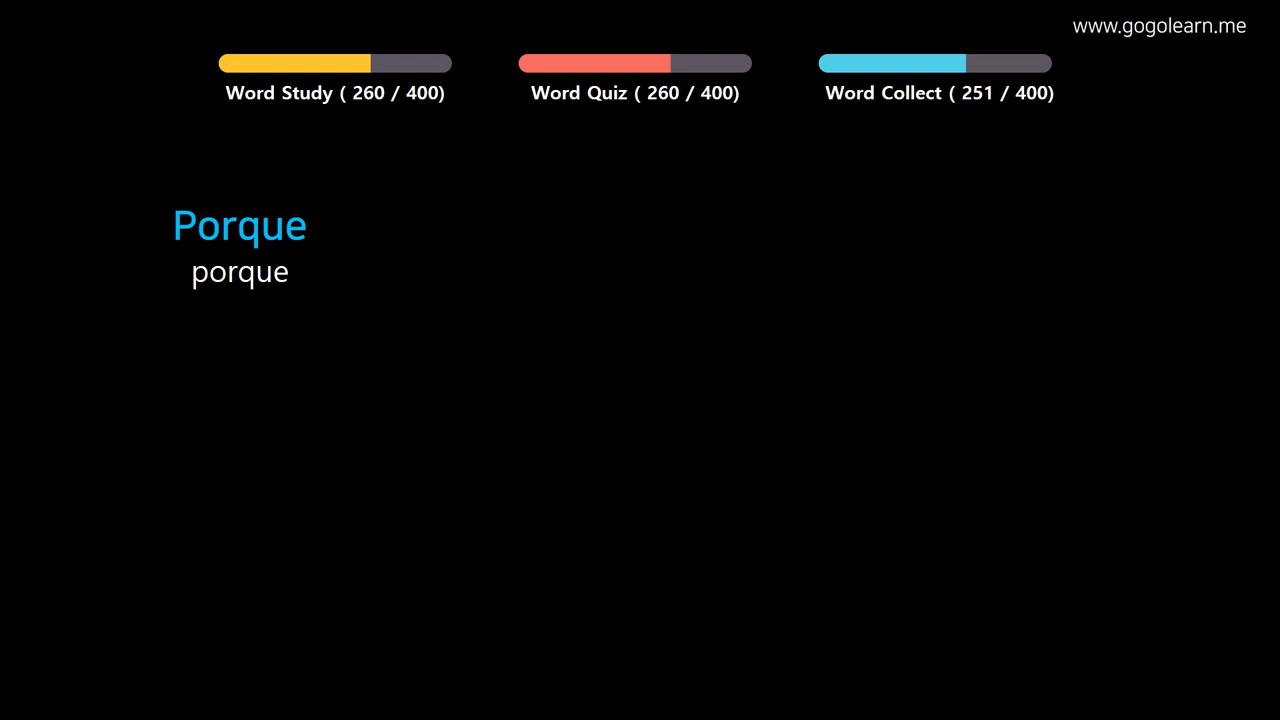 www.gogolearn.me
Word Study ( 260 / 400)
Word Quiz ( 260 / 400)
Word Collect ( 251 / 400)
Porque
porque